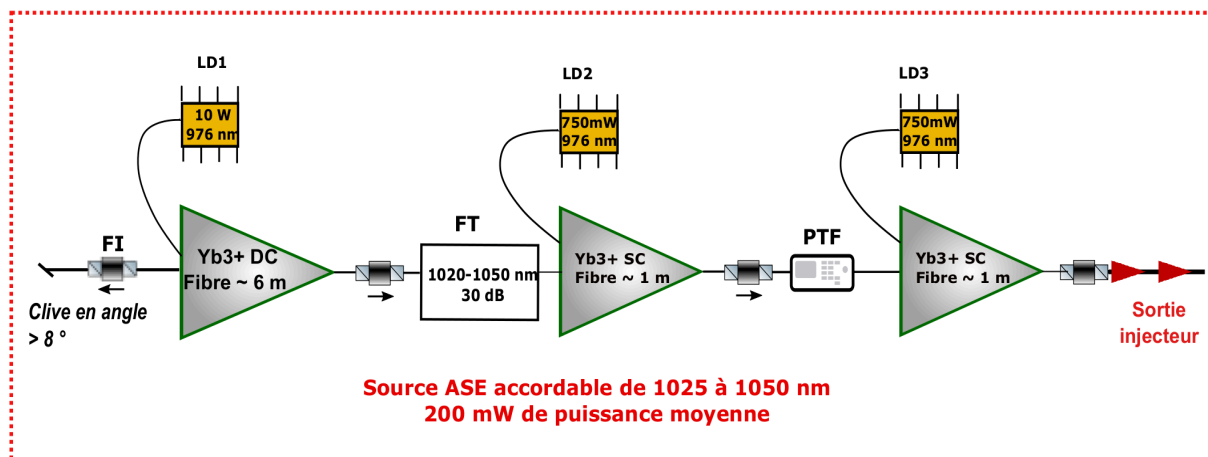 LD1
10 W
976 nm
LD2
750mW
976 nm
LD3
750mW
976 nm
FI
Yb3+ DC
Fibre ~ 6 m
FT
1020-1050 nm
30 dB
Yb3+ SC
Fibre ~ 1 m
PTF
Yb3+ SC
Fibre ~ 1 m
Clive en angle
> 8 °
Sortie
injecteur
Source ASE accordable de 1025 à 1050 nm
200 mW de puissance moyenne